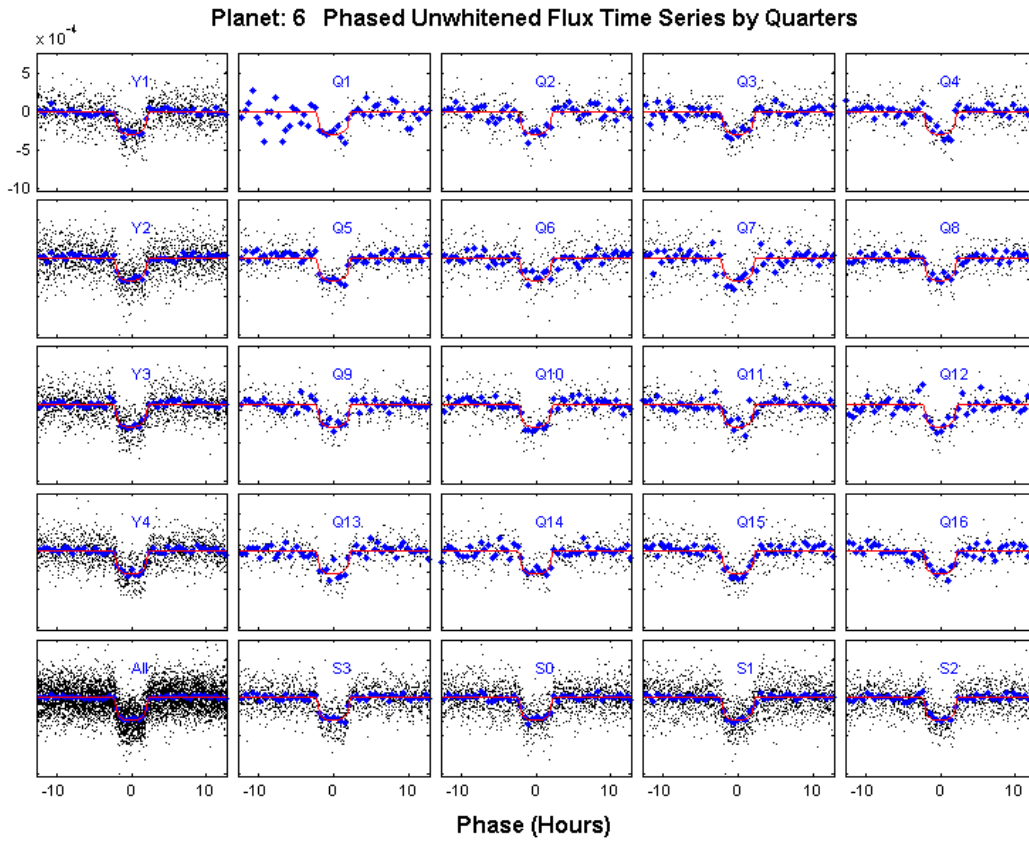 Planet: 6 Phased Unwhitened Flux Time Series by Quarters
x 10^-4
Y1 Q1 Q2 Q3 Q4
5
0
-5
-10
Y2 Q5 Q6 Q7 Q8
Y3 Q9 Q10 Q11 Q12
Y4 Q13 Q14 Q15 Q16
All S3 S0 S1 S2
-10 0 10 -10 0 10 -10 0 10 -10 0 10 -10 0 10
Phase (Hours)